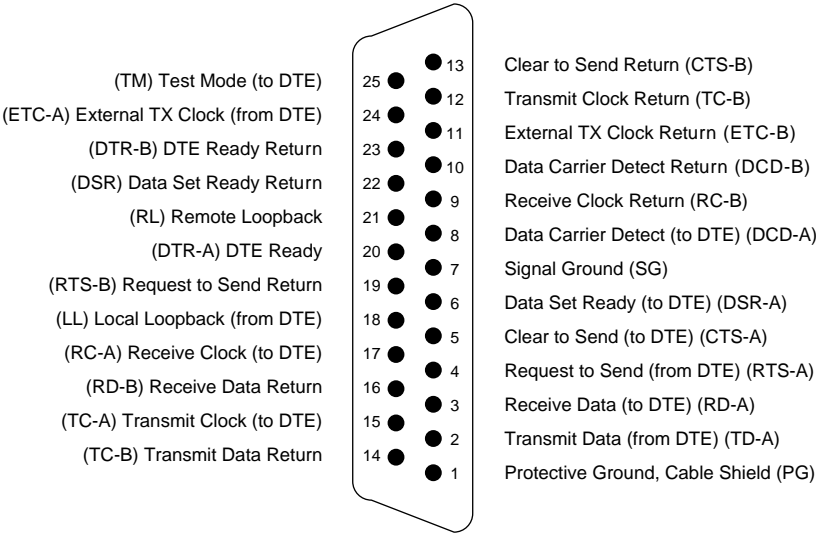 (TM) Test Mode (to DTE) 25
(ETC-A) External TX Clock (from DTE) 24
(DTR-B) DTE Ready Return 23
(DSR) Data Set Ready Return 22
(RL) Remote Loopback 21
(DTR-A) DTE Ready 20
(RTS-B) Request to Send Return 19
(LL) Local Loopback (from DTE) 18
(RC-A) Receive Clock (to DTE) 17
(RD-B) Receive Data Return 16
(TC-A) Transmit Clock (to DTE) 15
(TC-B) Transmit Data Return 14
13 Clear to Send Return (CTS-B)
12 Transmit Clock Return (TC-B)
11 External TX Clock Return (ETC-B)
10 Data Carrier Detect Return (DCD-B)
9 Receive Clock Return (RC-B)
8 Data Carrier Detect (to DTE) (DCD-A)
7 Signal Ground (SG)
6 Data Set Ready (to DTE) (DSR-A)
5 Clear to Send (to DTE) (CTS-A)
4 Request to Send (from DTE) (RTS-A)
3 Receive Data (to DTE) (RD-A)
2 Transmit Data (from DTE) (TD-A)
1 Protective Ground, Cable Shield (PG)